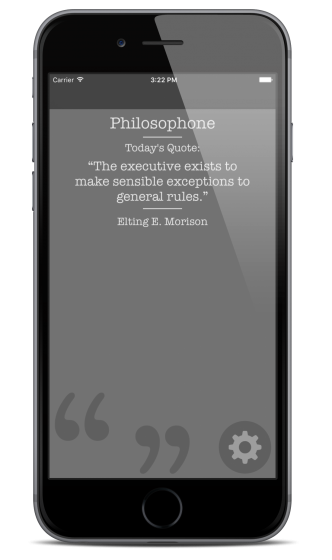 Carrier 3:22 PM
Philosophone
Today's Quote:
“The executive exists to
make sensible exceptions to
general rules.”
Elting E. Morison
“ ”